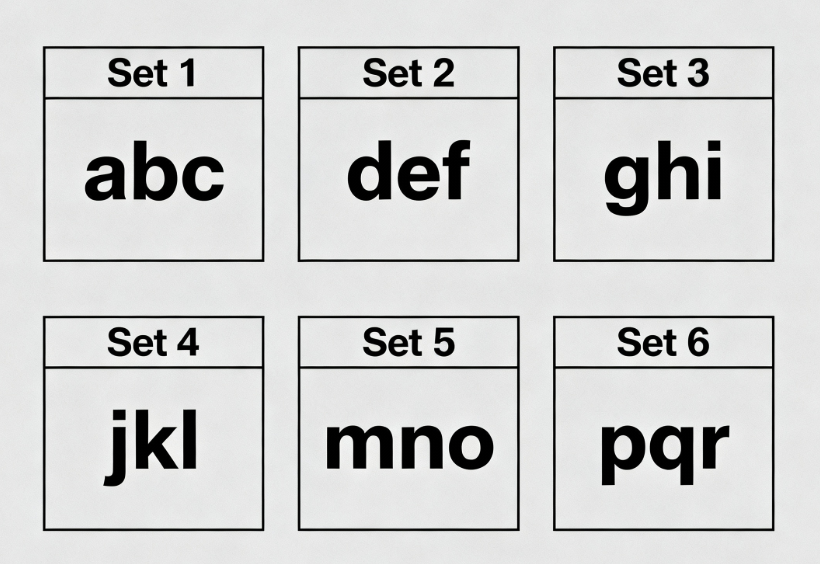 Set 1
abc
Set 2
def
Set 3
ghi
Set 4
jkl
Set 5
mno
Set 6
pqr